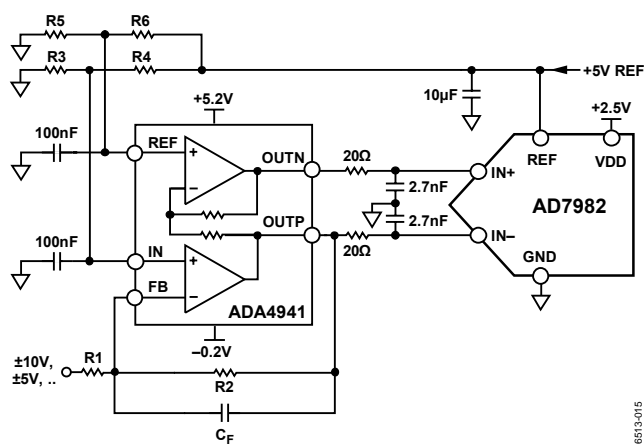 R5
R6
R3
R4
+5V REF
10µF
+5.2V
+2.5V
100nF
REF
OUTN
20Ω
IN+
REF
VDD
2.7nF
AD7982
OUTP
2.7nF
100nF
IN
20Ω
IN–
GND
FB
ADA4941
–0.2V
±10V,
±5V, ..
R1
R2
CF
06513-015